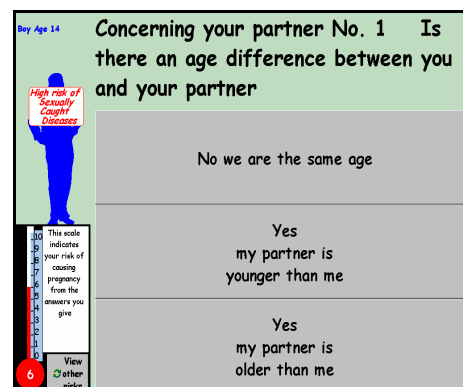 Boy Age 14
Concerning your partner No. 1 Is
there an age difference between you
and your partner
High risk of
Sexually
Caught
Diseases
No we are the same age
Yes
my partner is
younger than me
Yes
my partner is
older than me
This scale
indicates
your risk of
causing
pregnancy
from the
answers you
give
10
9
8
7
6
5
4
3
2
1
0
6
View
other
risks